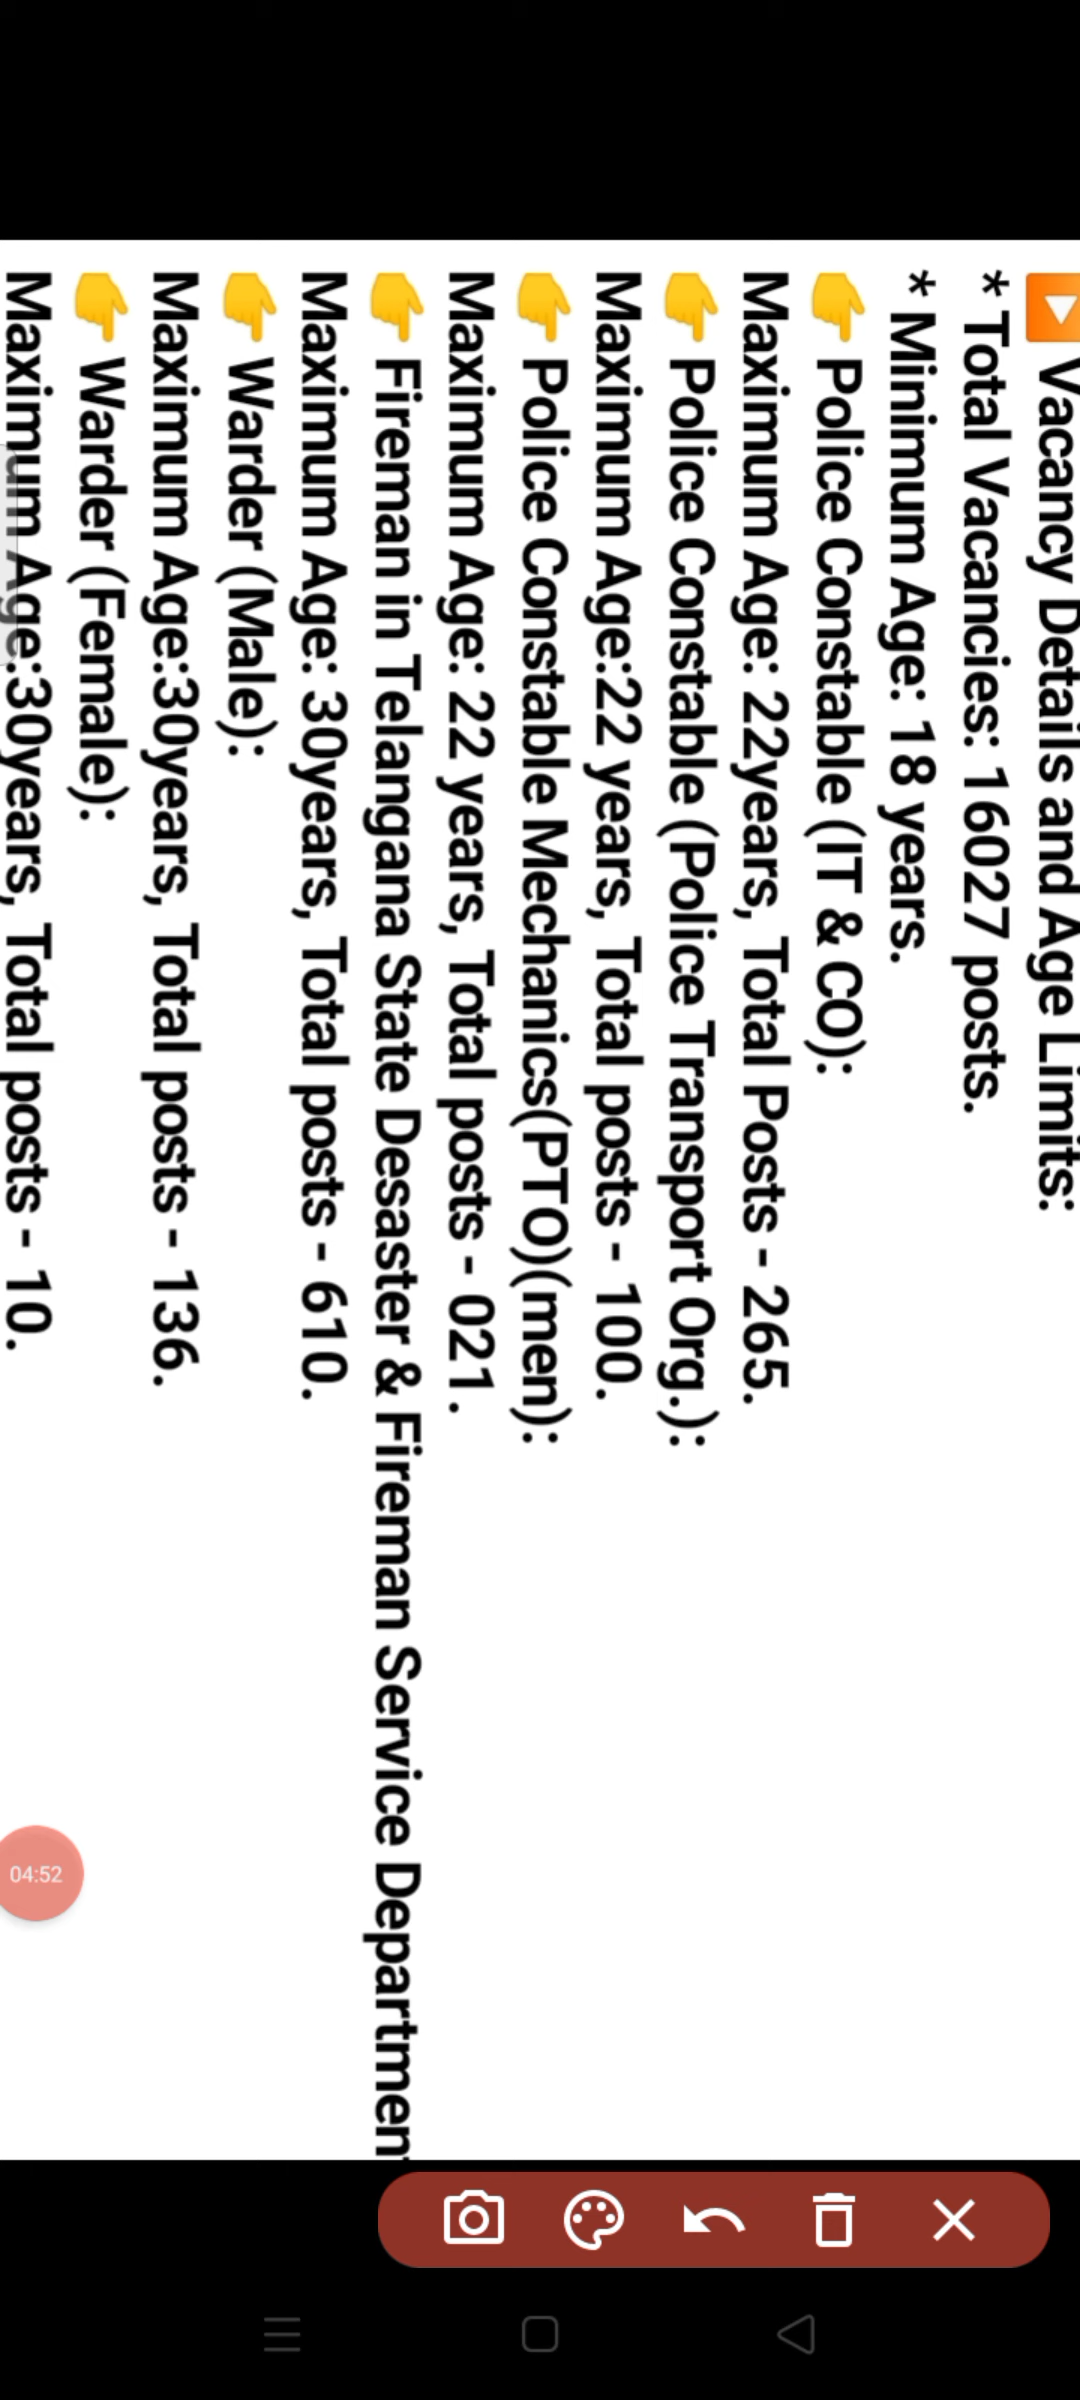 Vacancy Details and Age Limits:
* Total Vacancies: 16027 posts.
* Minimum Age: 18 years.
👉 Police Constable (IT & CO):
Maximum Age: 22years, Total Posts - 265.
👉 Police Constable (Police Transport Org.):
Maximum Age:22 years, Total posts - 100.
👉 Police Constable Mechanics(PTO)(men):
Maximum Age: 22 years, Total posts - 021.
👉 Fireman in Telangana State Desaster & Fireman Service Departmen
Maximum Age: 30years, Total posts - 610.
👉 Warder (Male):
Maximum Age:30years, Total posts - 136.
👉 Warder (Female):
Maximum Age:30years, Total posts - 10.
04:52